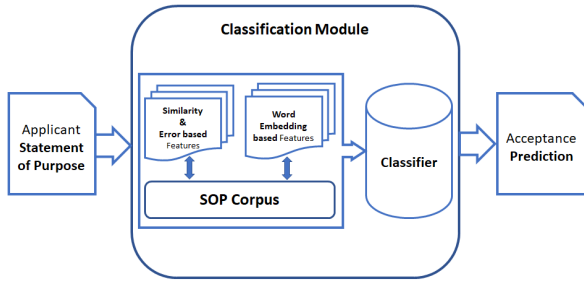 Classification Module
Applicant
Statement
of Purpose
Similarity
&
Error based
Features
Word
Embedding
based Features
SOP Corpus
Classifier
Acceptance
Prediction